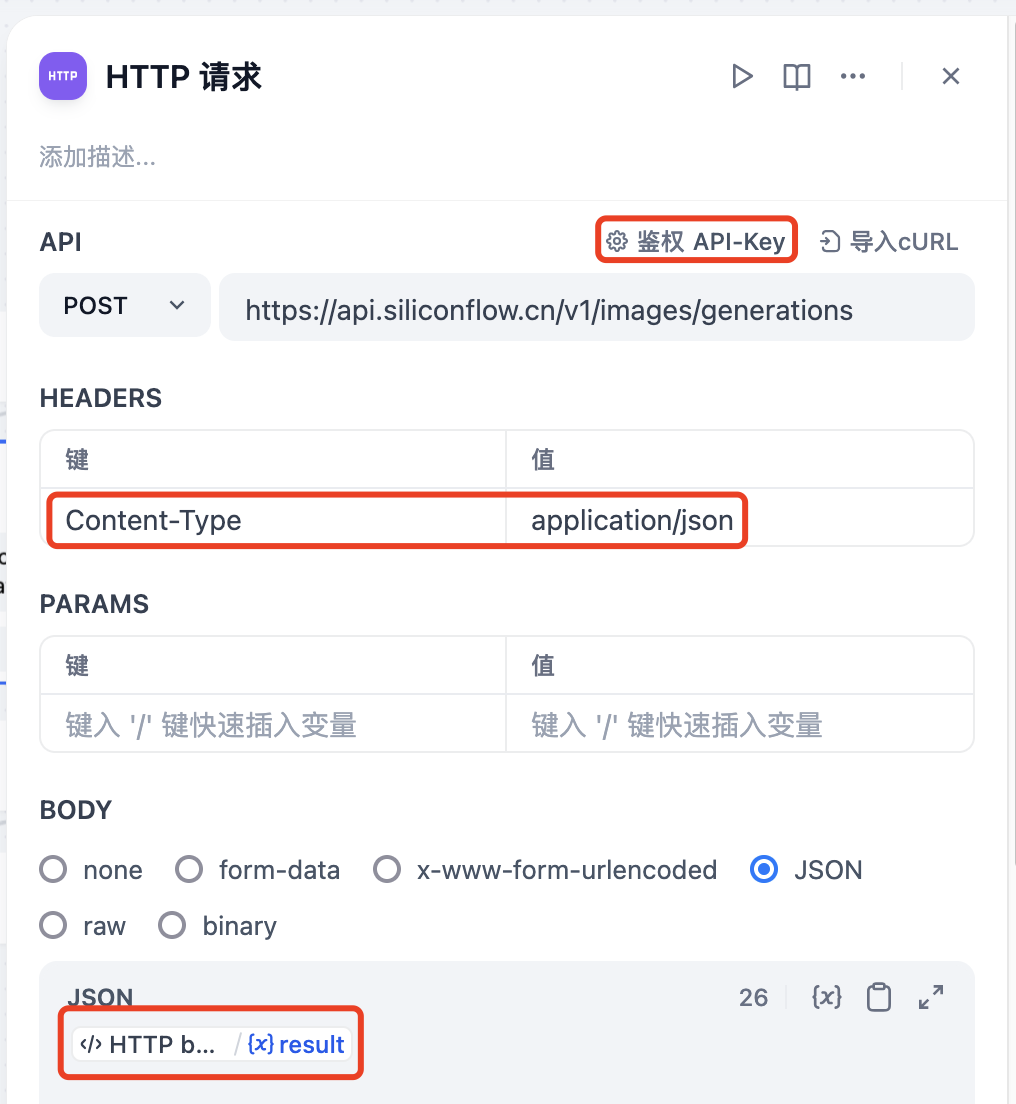 HTTP HTTP 请求
添加描述...
API 鉴权 API-Key 导入cURL
POST https://api.siliconflow.cn/v1/images/generations
HEADERS
键 值
Content-Type application/json
PARAMS
键 值
键入 '/' 键快速插入变量 键入 '/' 键快速插入变量
BODY
none form-data x-www-form-urlencoded JSON
raw binary
JSON 26 {x}
</> HTTP b... / {x} result